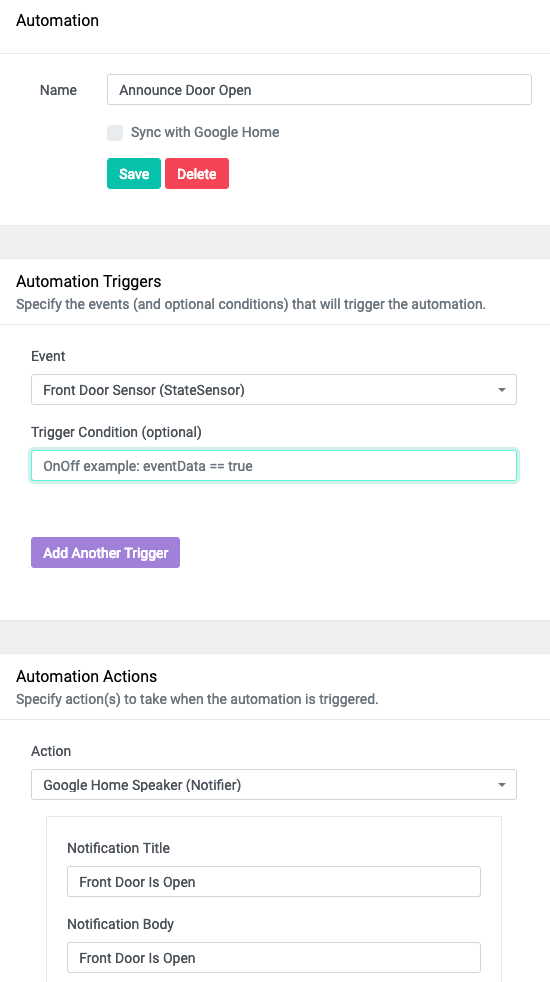 Automation
Name
Announce Door Open
Sync with Google Home
Save Delete
Automation Triggers
Specify the events (and optional conditions) that will trigger the automation.
Event
Front Door Sensor (StateSensor)
Trigger Condition (optional)
OnOff example: eventData == true
Add Another Trigger
Automation Actions
Specify action(s) to take when the automation is triggered.
Action
Google Home Speaker (Notifier)
Notification Title
Front Door Is Open
Notification Body
Front Door Is Open